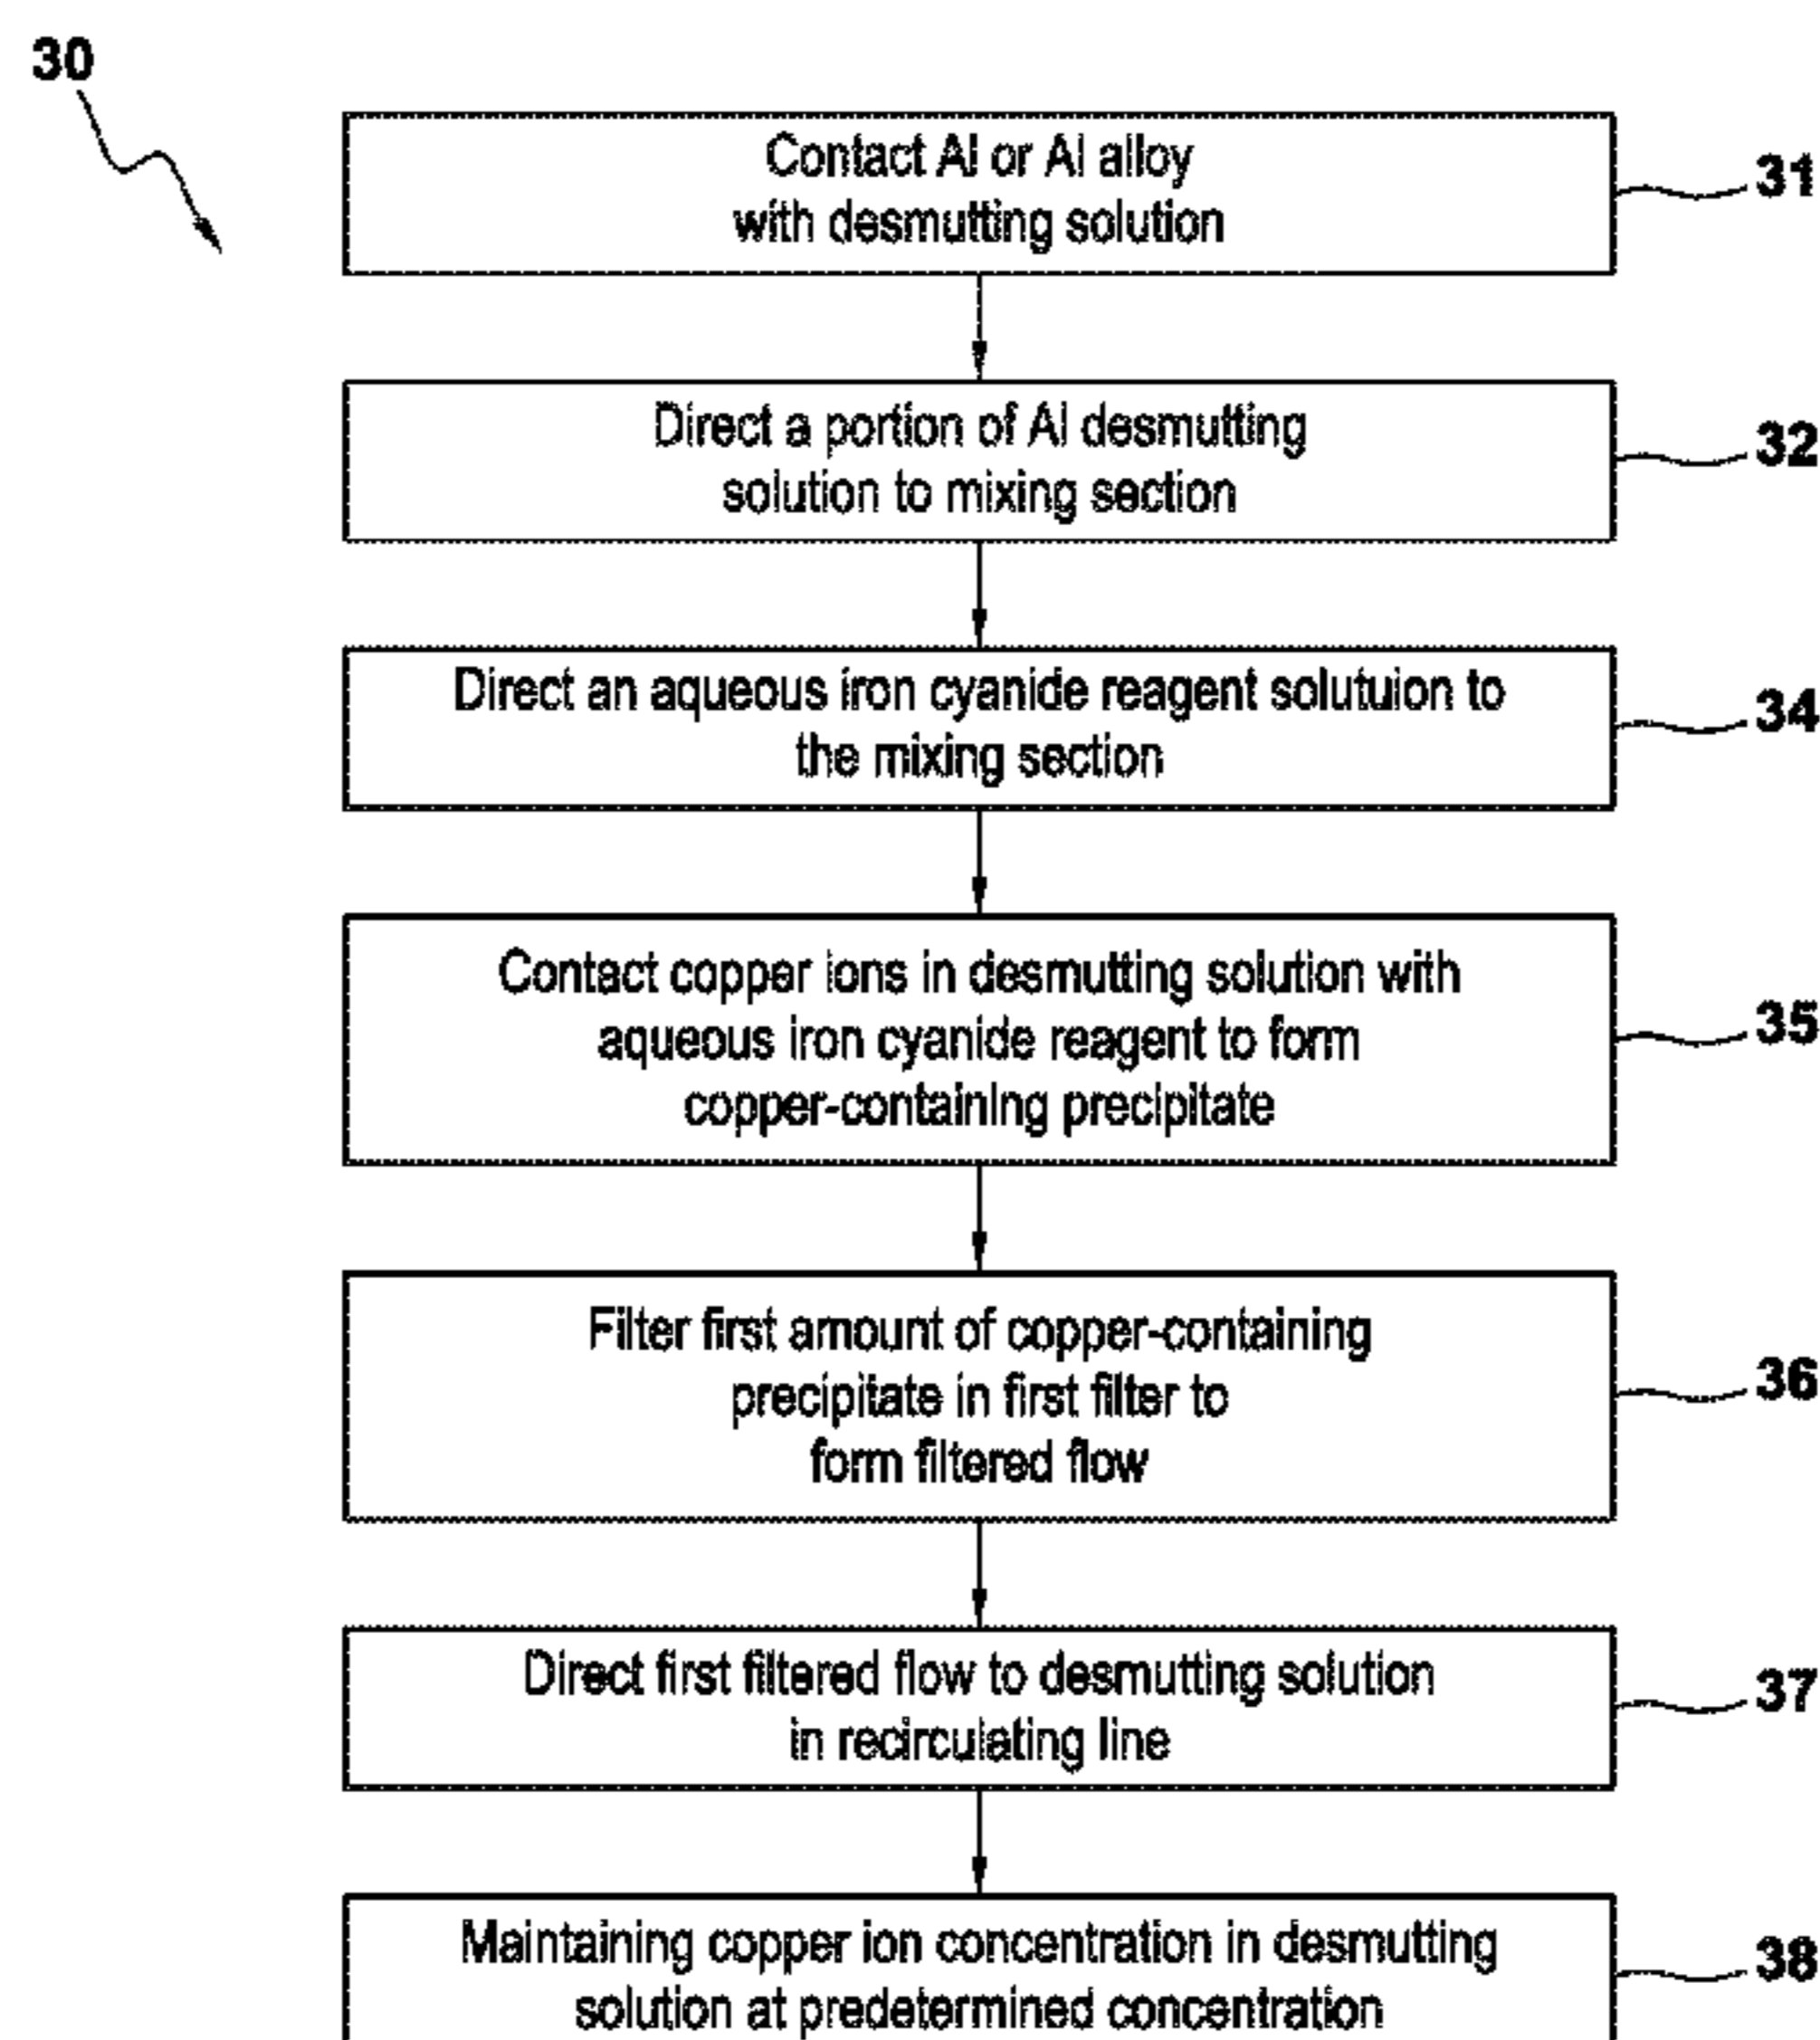 30
Contact Al or Al alloy
with desmutting solution
31
Direct a portion of Al desmutting
solution to mixing section
32
Direct an aqueous iron cyanide reagent solutuion to
the mixing section
34
Contact copper ions in desmutting solution with
aqueous iron cyanide reagent to form
copper-containing precipitate
35
Filter first amount of copper-containing
precipitate in first filter to
form filtered flow
36
Direct first filtered flow to desmutting solution
in recirculating line
37
Maintaining copper ion concentration in desmutting
solution at predetermined concentration
38